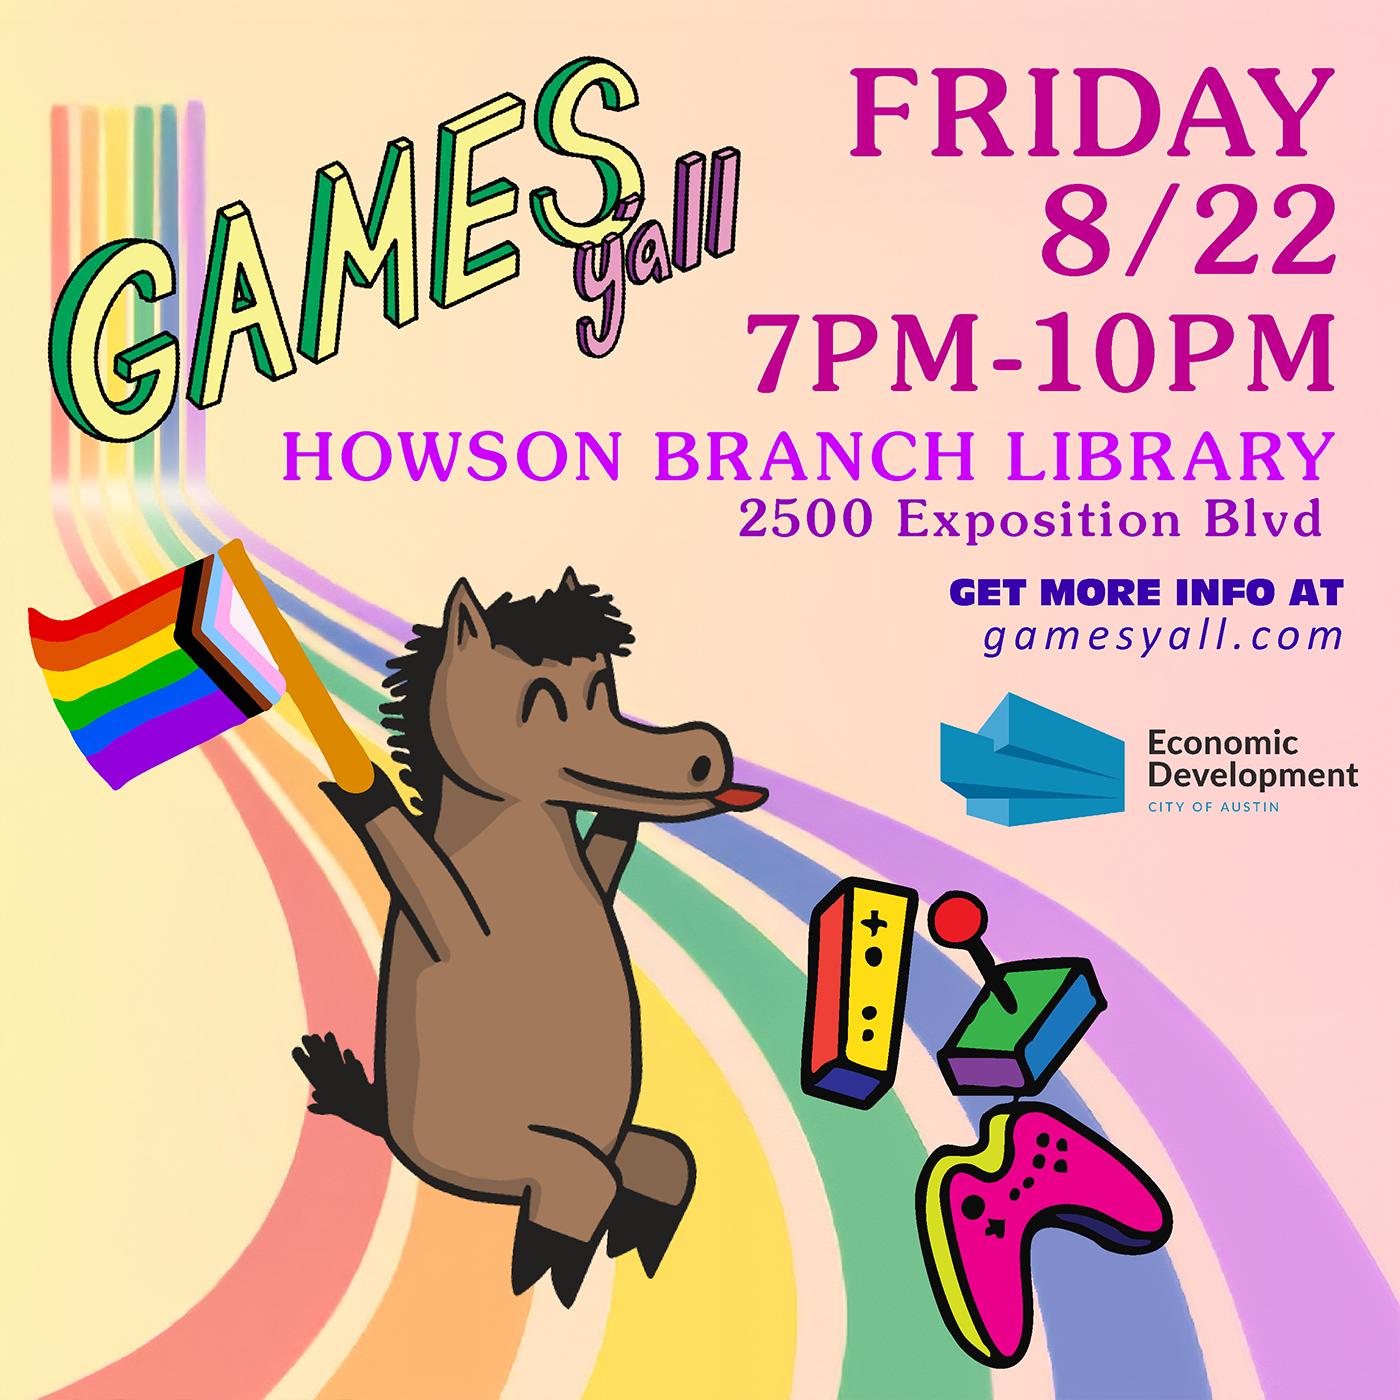 GAMES
y'all
FRIDAY
8/22
7PM-10PM
HOWSON BRANCH LIBRARY
2500 Exposition Blvd
GET MORE INFO AT
gamesyall.com
Economic
Development
CITY OF AUSTIN